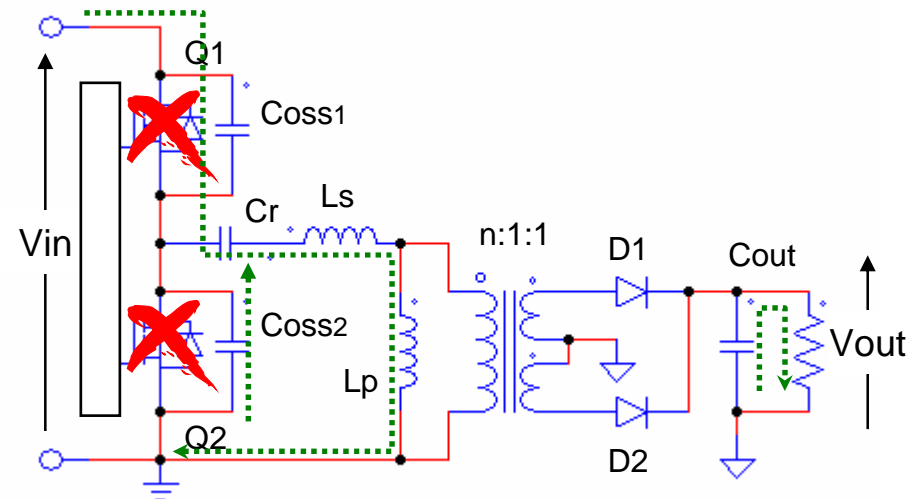 Q1
Coss1
Cr
Ls
Vin
n:1:1
D1
Cout
Coss2
Lp
Vout
Q2
D2